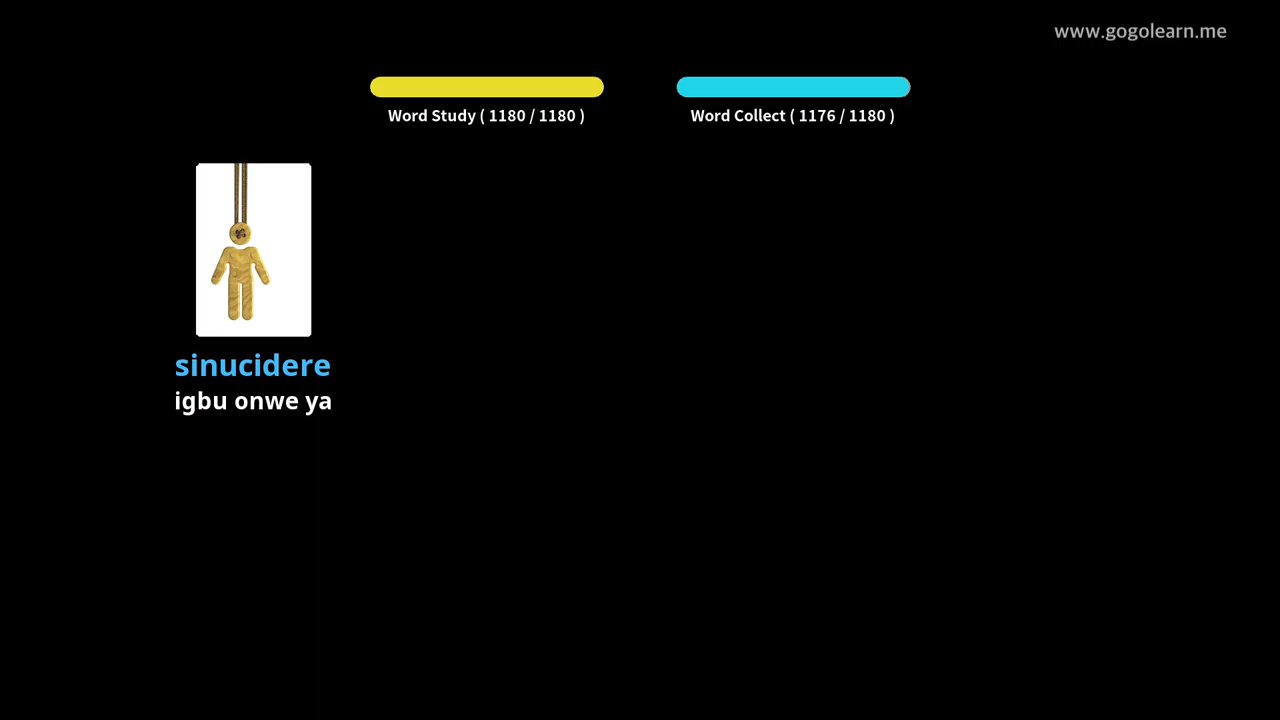 www.gogolearn.me
Word Study ( 1180 / 1180 )
Word Collect ( 1176 / 1180 )
sinucidere
igbu onwe ya